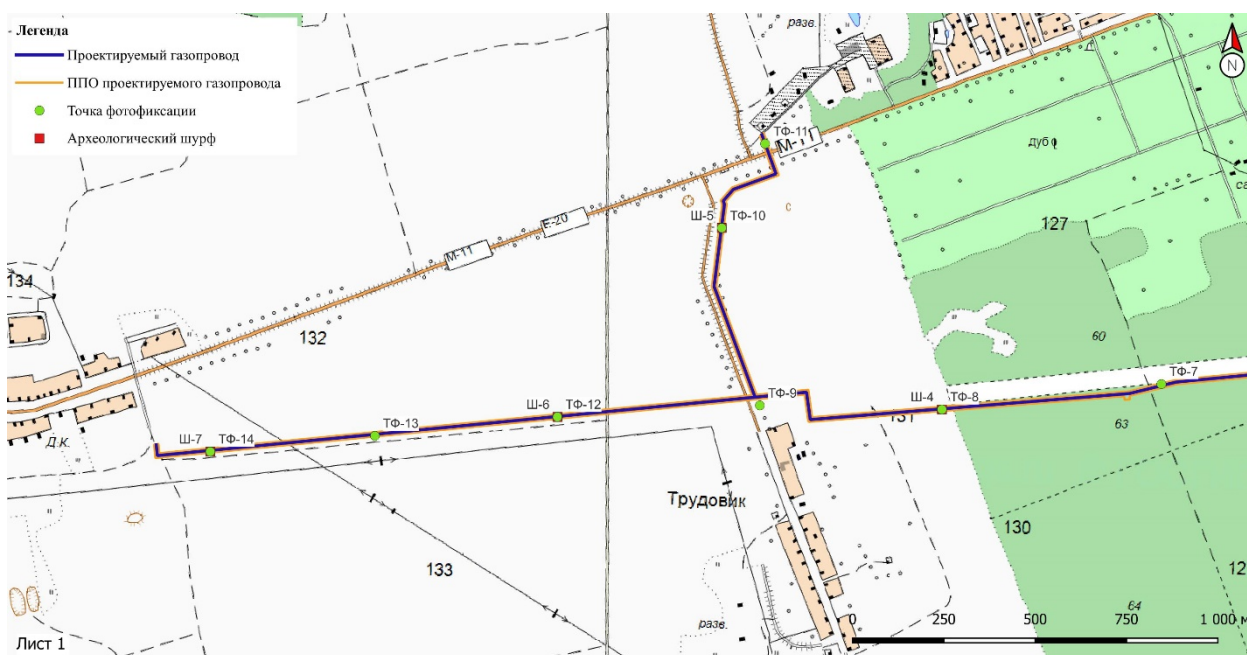 Легенда
Проектируемый газопровод
ППО проектируемого газопровода
Точка фотофиксации
Археологический шурф
разв.
N
ТФ-11
М-11
дуб
Ш-5
ТФ-10
Е-20
М-11
127
134
132
60
ТФ-7
ТФ-9
Ш-6
ТФ-12
Ш-4
ТФ-8
131
63
Ш-7
ТФ-14
ТФ-13
Д.К.
Трудовик
130
133
12
64
разв.
0
250
500
750
1 000 м
Лист 1